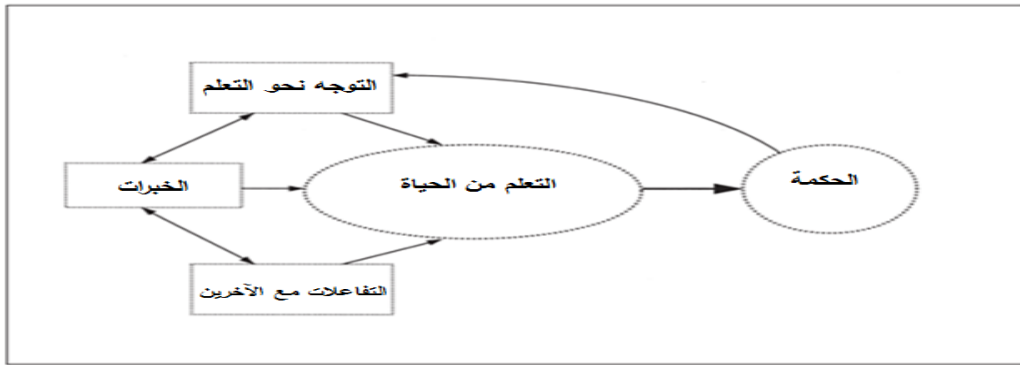 التوجه نحو التعلم
الخبرات
التعلم من الحياة
الحكمة
التفاعلات مع الآخرين